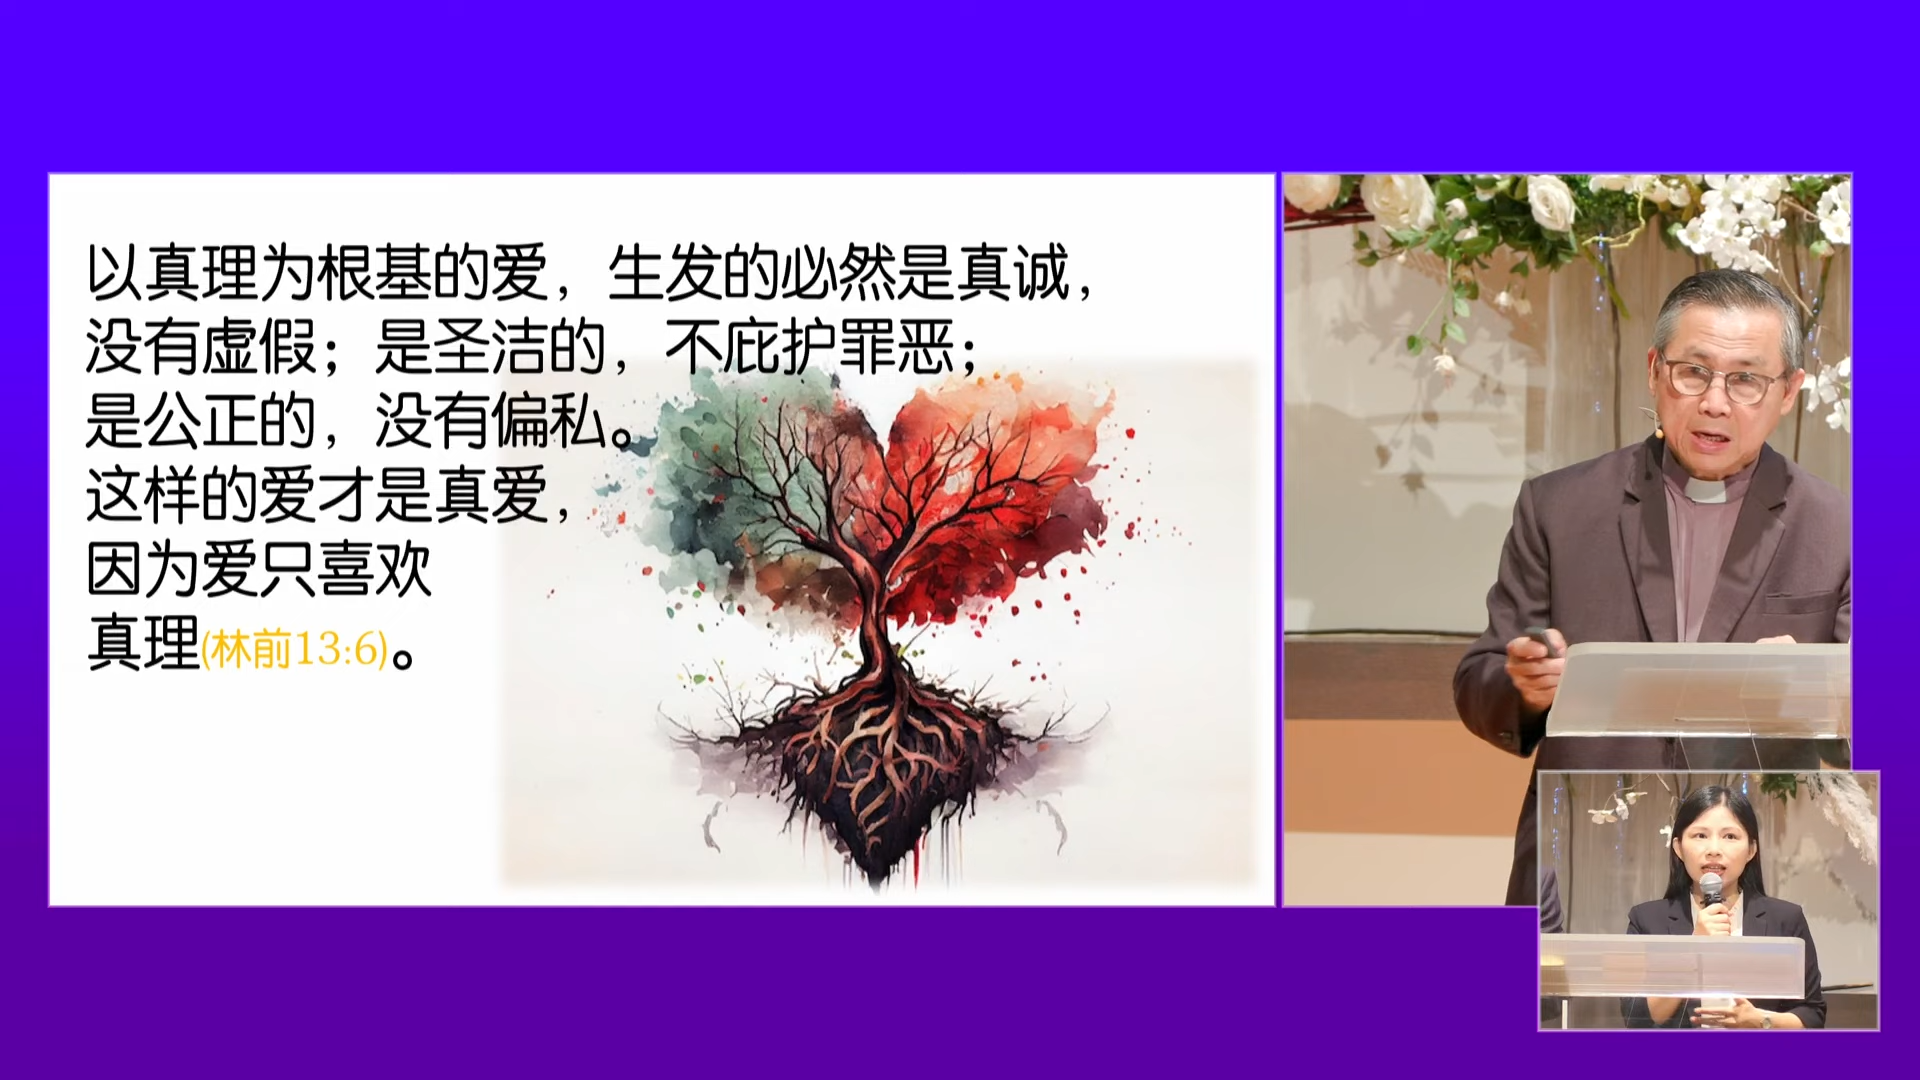 以真理为根基的爱，生发的必然是真诚，
没有虚假；是圣洁的，不庇护罪恶；
是公正的，没有偏私。
这样的爱才是真爱，
因为爱只喜欢
真理(林前13:6)。